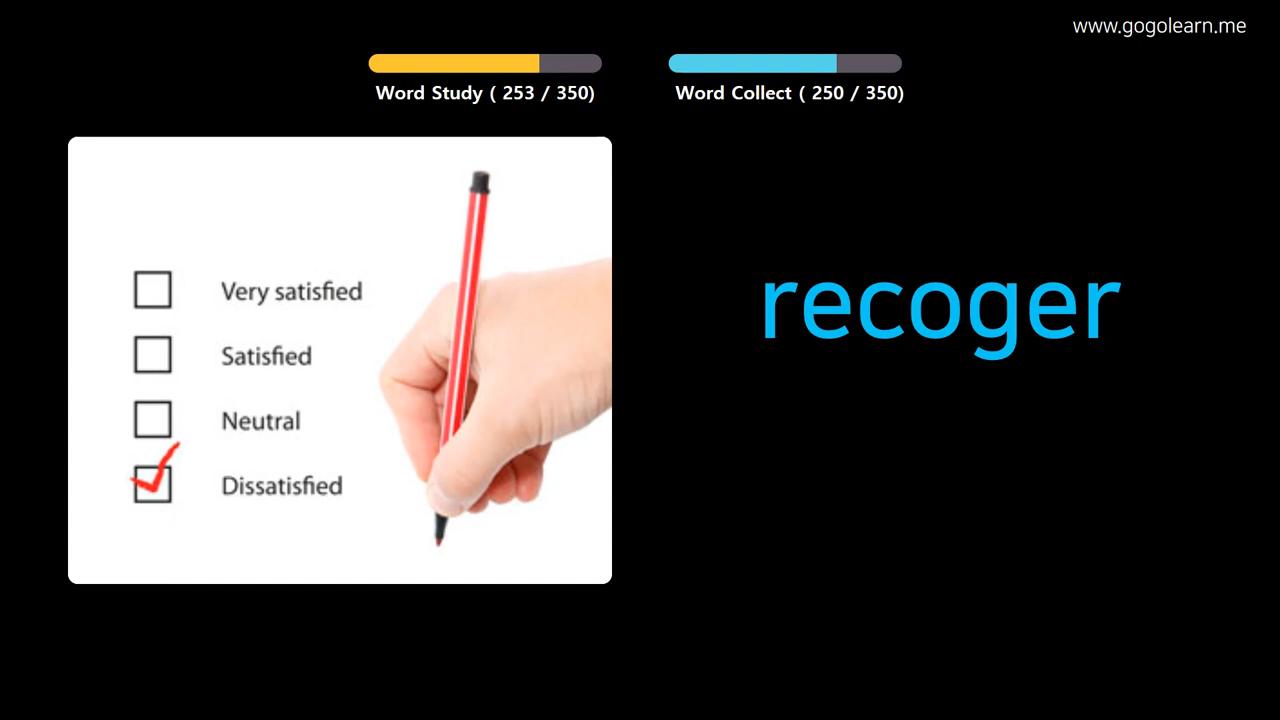 www.gogolearn.me
Word Study ( 253 / 350)
Word Collect ( 250 / 350)
Very satisfied
Satisfied
Neutral
Dissatisfied
recoger